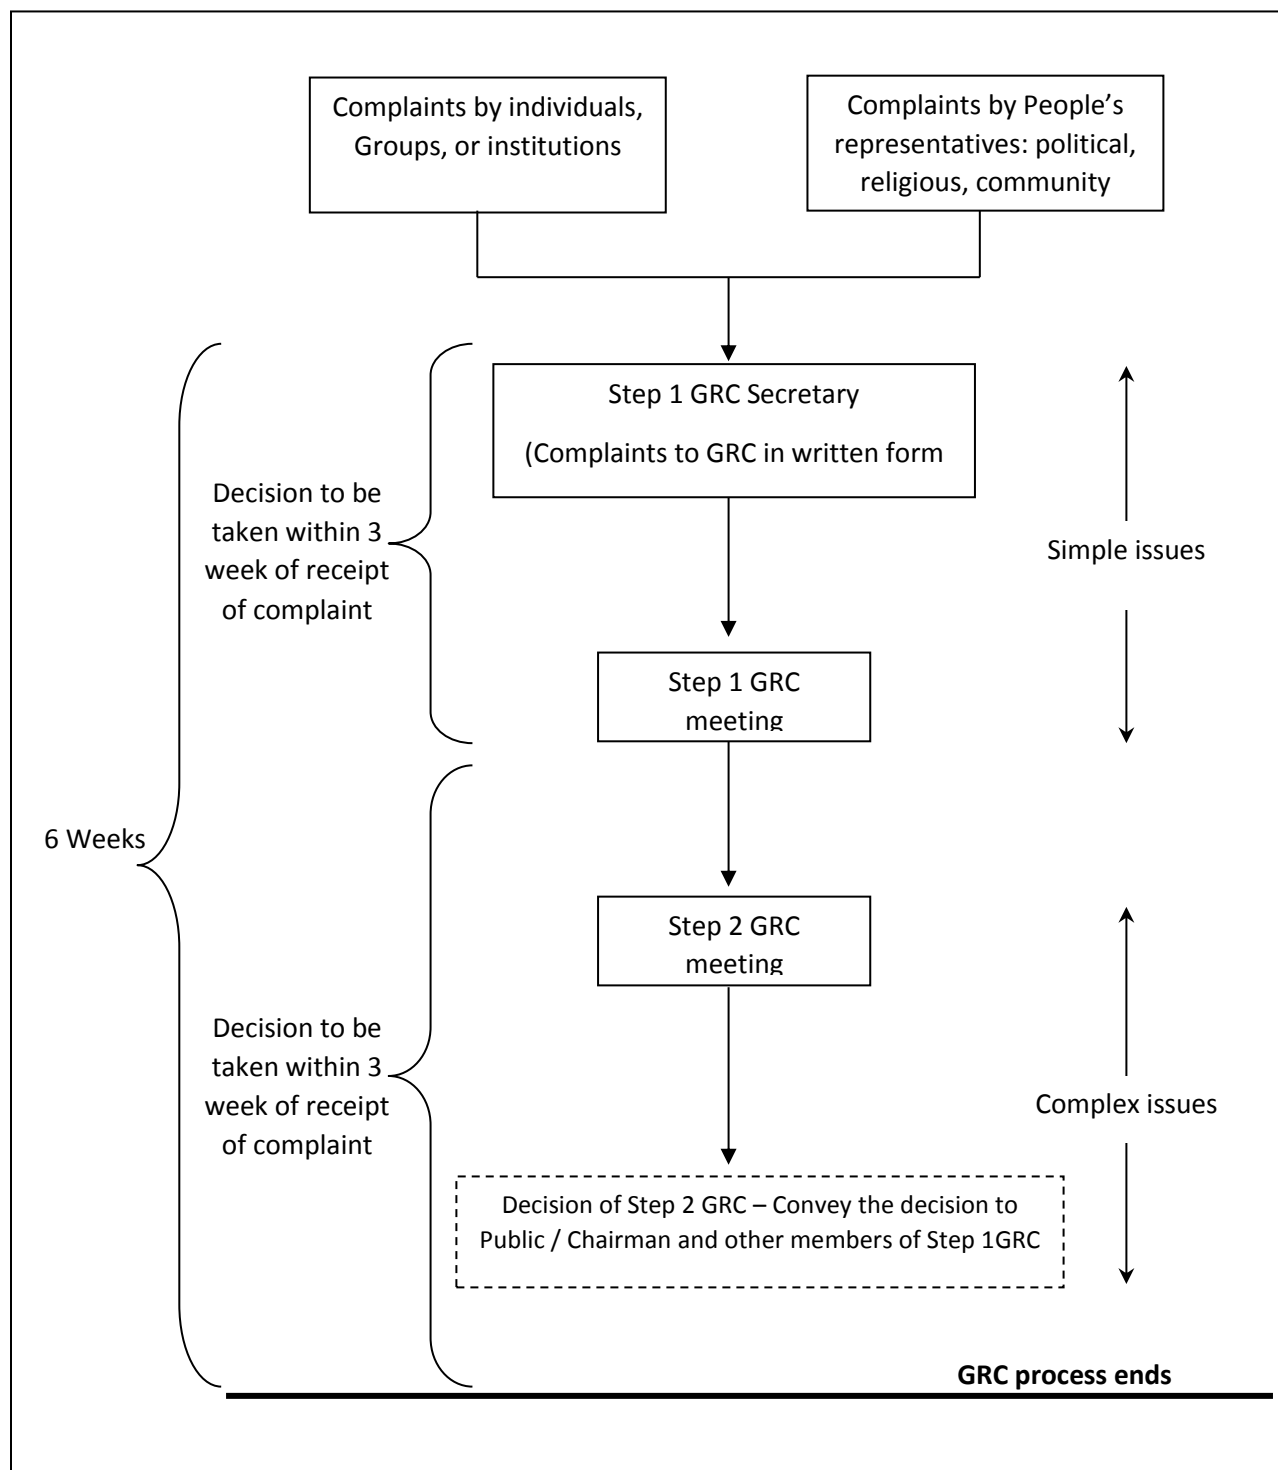 Complaints by individuals,
Groups, or institutions
Complaints by People’s
representatives: political,
religious, community
Step 1 GRC Secretary
(Complaints to GRC in written form
Decision to be
taken within 3
week of receipt
of complaint
Simple issues
Step 1 GRC
meeting
6 Weeks
Step 2 GRC
meeting
Decision to be
taken within 3
week of receipt
of complaint
Complex issues
Decision of Step 2 GRC – Convey the decision to
Public / Chairman and other members of Step 1GRC
GRC process ends